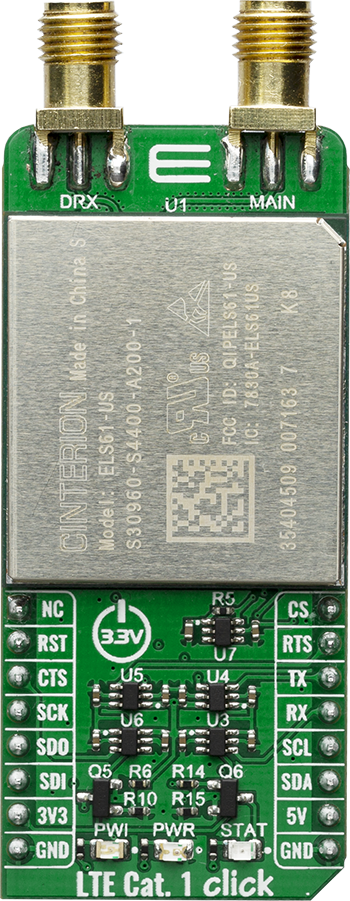 DRX
U1
MAIN
CINTERION Made in China S
Model: ELS61-US
S30960-S4400-A200-1
c RU® US
FCC ID: QIPELS61-US
IC: 7830A-ELS61US
35404509 007163 7 K8
NC
RST
CTS
SCK
SDO
SDI
3V3
GND
3.3V
R5
U7
U5
U4
U6
U3
Q5
R6
R14
Q6
R10
R15
PWI
PWR
STAT
CS
RTS
TX
RX
SCL
SDA
5V
GND
LTE Cat. 1 click